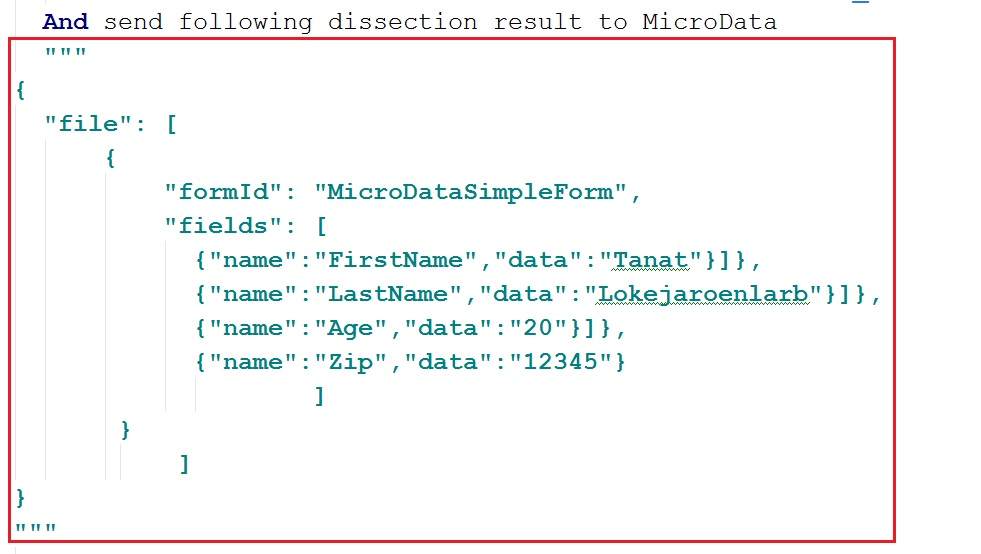 And send following dissection result to MicroData
"""
{
"file": [
{
"formId": "MicroDataSimpleForm",
"fields": [
{"name":"FirstName","data":"Tanat"}]},
{"name":"LastName","data":"Lokejaroenlarb"}]},
{"name":"Age","data":"20"}]},
{"name":"Zip","data":"12345"}
]
}
]
}
"""